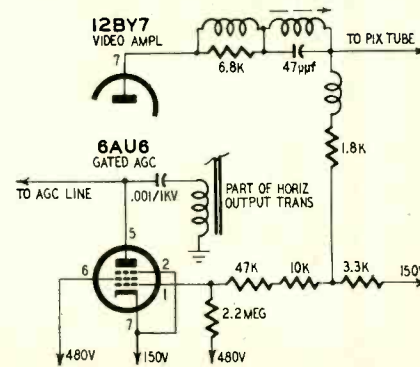 12BY7
VIDEO AMPL
7
6.8K
47µµf
TO PIX TUBE
1.8K
6AU6
GATED AGC
TO AGC LINE
.001/1KV
PART OF HORIZ
OUTPUT TRANS
5
6
2
1
7
47K
10K
3.3K
150V
2.2 MEG
480V
150V
480V